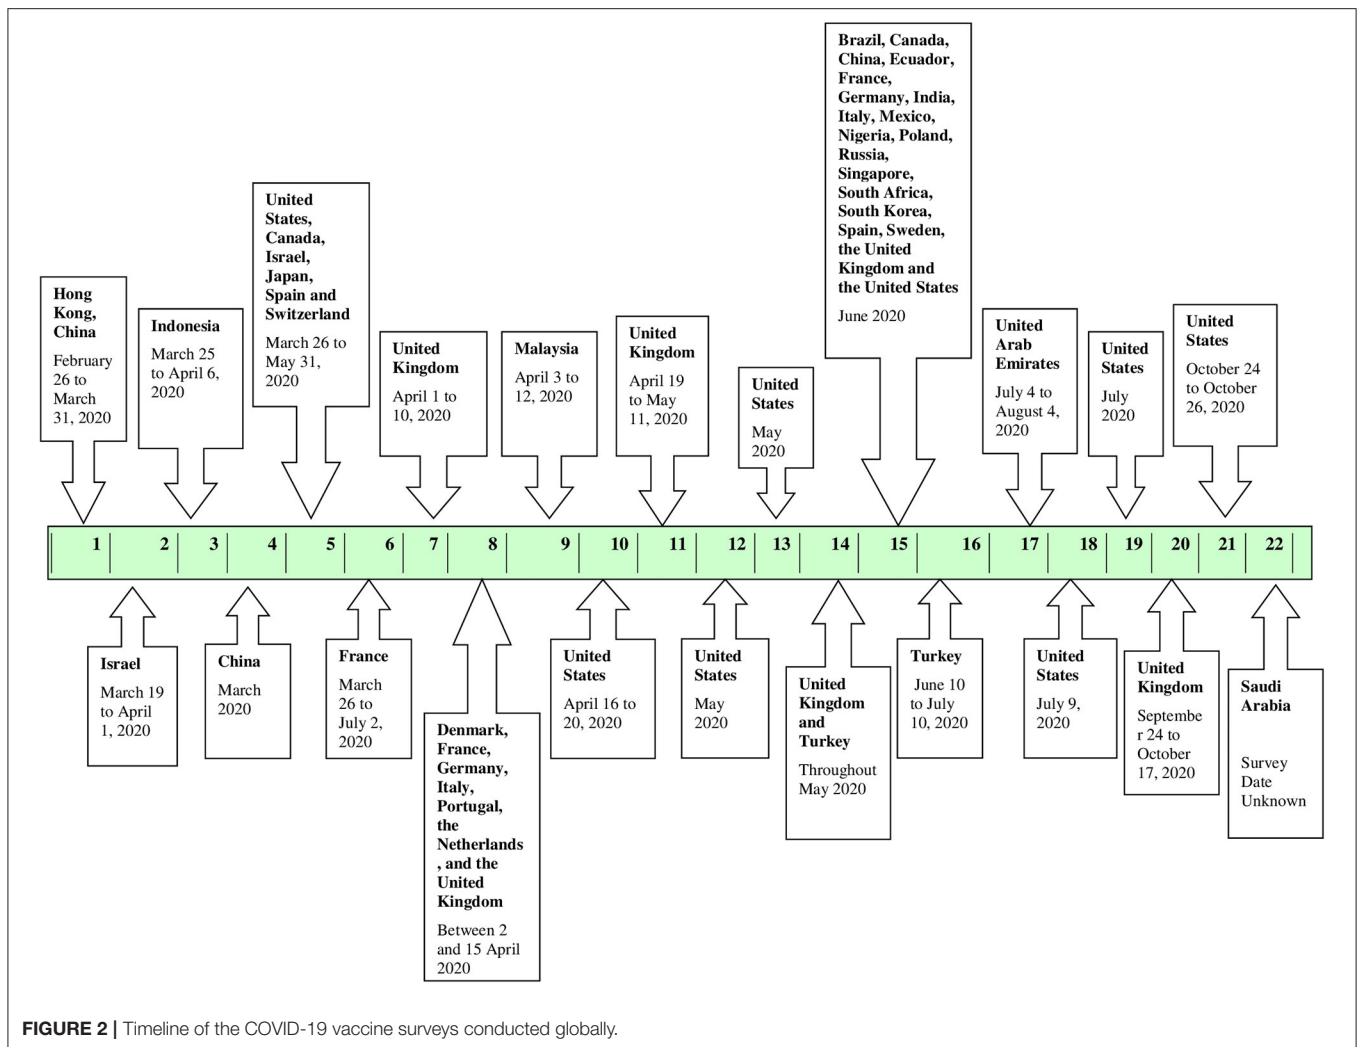 Brazil, Canada,
China, Ecuador,
France,
Germany, India,
Italy, Mexico,
Nigeria, Poland,
Russia,
Singapore,
South Africa,
South Korea,
Spain, Sweden,
the United
Kingdom and
the United States
June 2020
United
States,
Canada,
Israel,
Japan,
Spain and
Switzerland
March 26 to
May 31,
2020
Hong
Kong,
China
February
26 to
March
31, 2020
Indonesia
March 25
to April 6,
2020
United
Kingdom
April 1 to
10, 2020
Malaysia
April 3 to
12, 2020
United
Kingdom
April 19
to May
11, 2020
United
States
May
2020
United
Arab
Emirates
July 4 to
August 4,
2020
United
States
July
2020
United
States
October 24
to October
26, 2020
1 2 3 4 5 6 7 8 9 10 11 12 13 14 15 16 17 18 19 20 21 22
Israel
March 19
to April
1, 2020
China
March
2020
France
March
26 to
July 2,
2020
Denmark,
France,
Germany,
Italy,
Portugal,
the
Netherlands
, and the
United
Kingdom
Between 2
and 15 April
2020
United
States
April 16 to
20, 2020
United
States
May
2020
United
Kingdom
and
Turkey
Throughout
May 2020
Turkey
June 10
to July
10, 2020
United
States
July 9,
2020
United
Kingdom
Septembe
r 24 to
October
17, 2020
Saudi
Arabia
Survey
Date
Unknown
FIGURE 2 | Timeline of the COVID-19 vaccine surveys conducted globally.